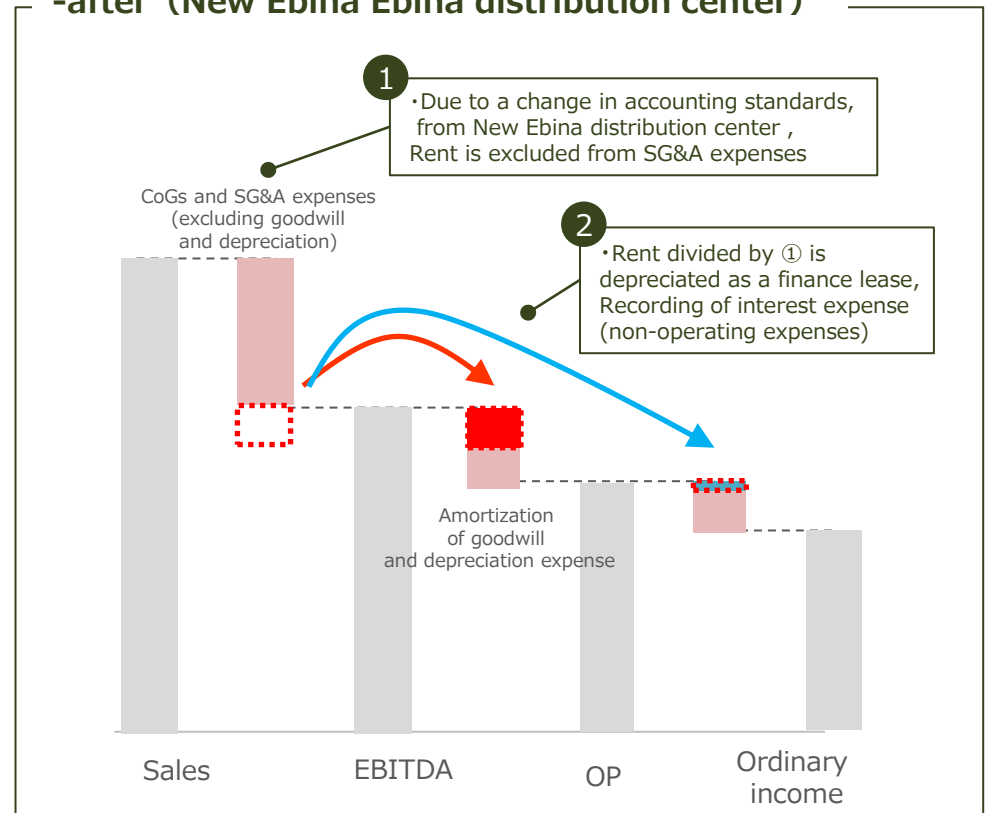 -after（New Ebina Ebina distribution center）
1
・Due to a change in accounting standards,
from New Ebina distribution center ,
Rent is excluded from SG&A expenses
CoGs and SG&A expenses
(excluding goodwill
and depreciation)
2
・Rent divided by ① is
depreciated as a finance lease,
Recording of interest expense
(non-operating expenses)
Amortization
of goodwill
and depreciation expense
Sales
EBITDA
OP
Ordinary
income